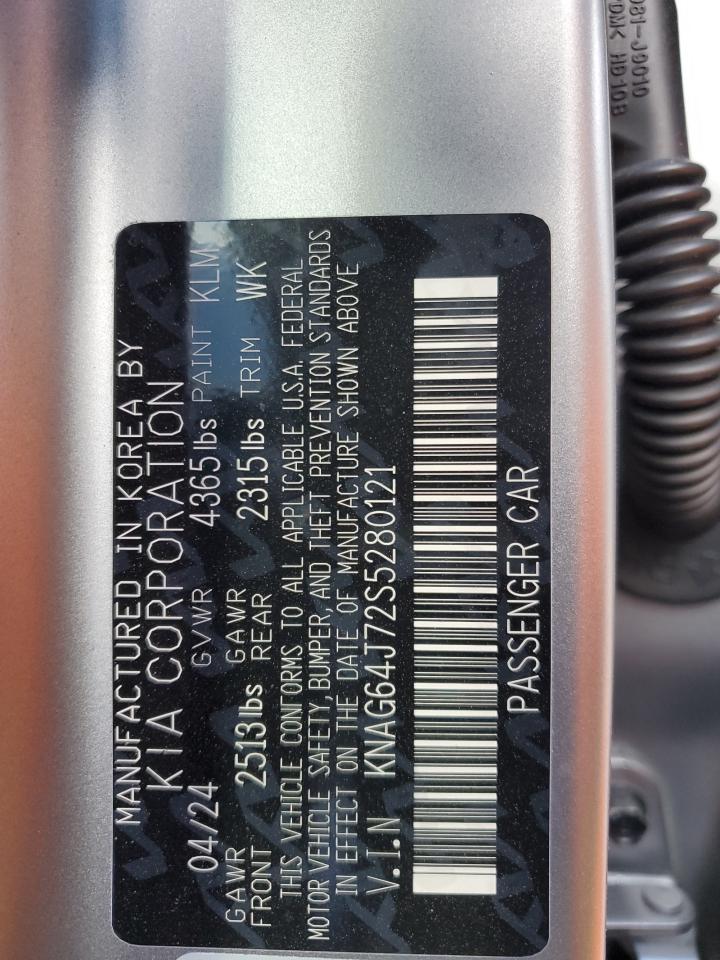 MANUFACTURED IN KOREA BY
KIA CORPORATION
04/24 GVWR 4365lbs PAINT KLM
GAWR FRONT 2513lbs GAWR REAR 2315lbs TRIM WK
THIS VEHICLE CONFORMS TO ALL APPLICABLE U.S.A. FEDERAL
MOTOR VEHICLE SAFETY, BUMPER, AND THEFT PREVENTION STANDARDS
IN EFFECT ON THE DATE OF MANUFACTURE SHOWN ABOVE
V.I.N KNAG64J72S5280121
PASSENGER CAR
HD10B